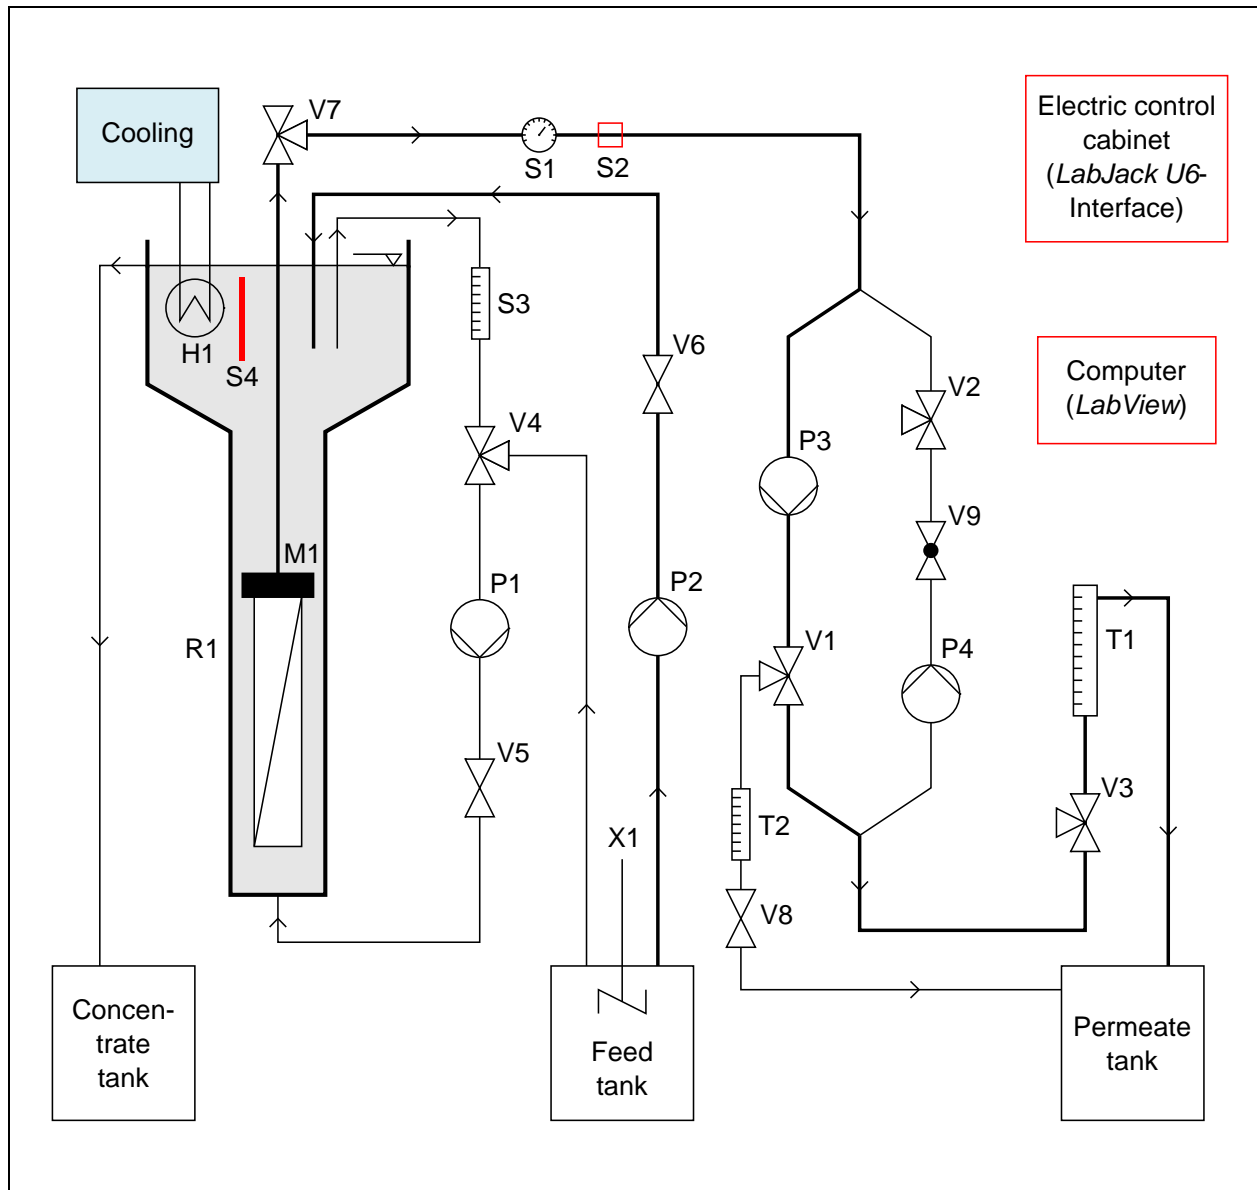 Cooling
V7
S1
S2
Electric control
cabinet
(LabJack U6-
Interface)
S3
H1
S4
V6
V2
Computer
(LabView)
V4
P3
V9
M1
P1
P2
R1
V1
P4
T1
V5
V3
X1
T2
V8
Concen-
trate
tank
Feed
tank
Permeate
tank